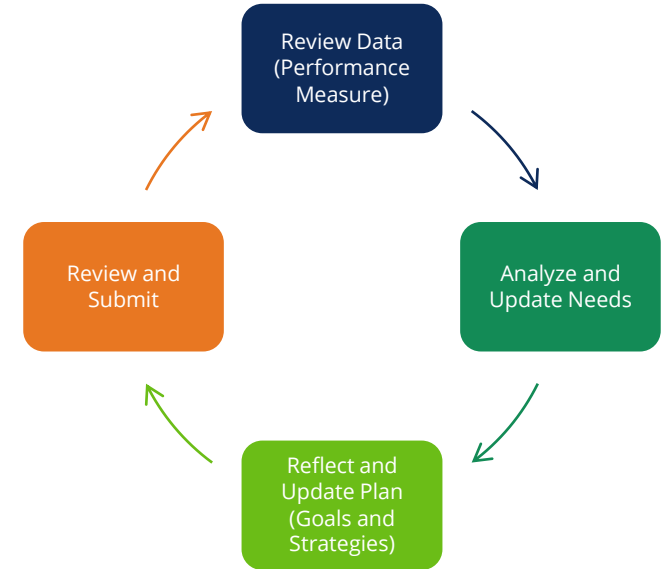 Review Data
(Performance
Measure)
Analyze and
Update Needs
Reflect and
Update Plan
(Goals and
Strategies)
Review and
Submit